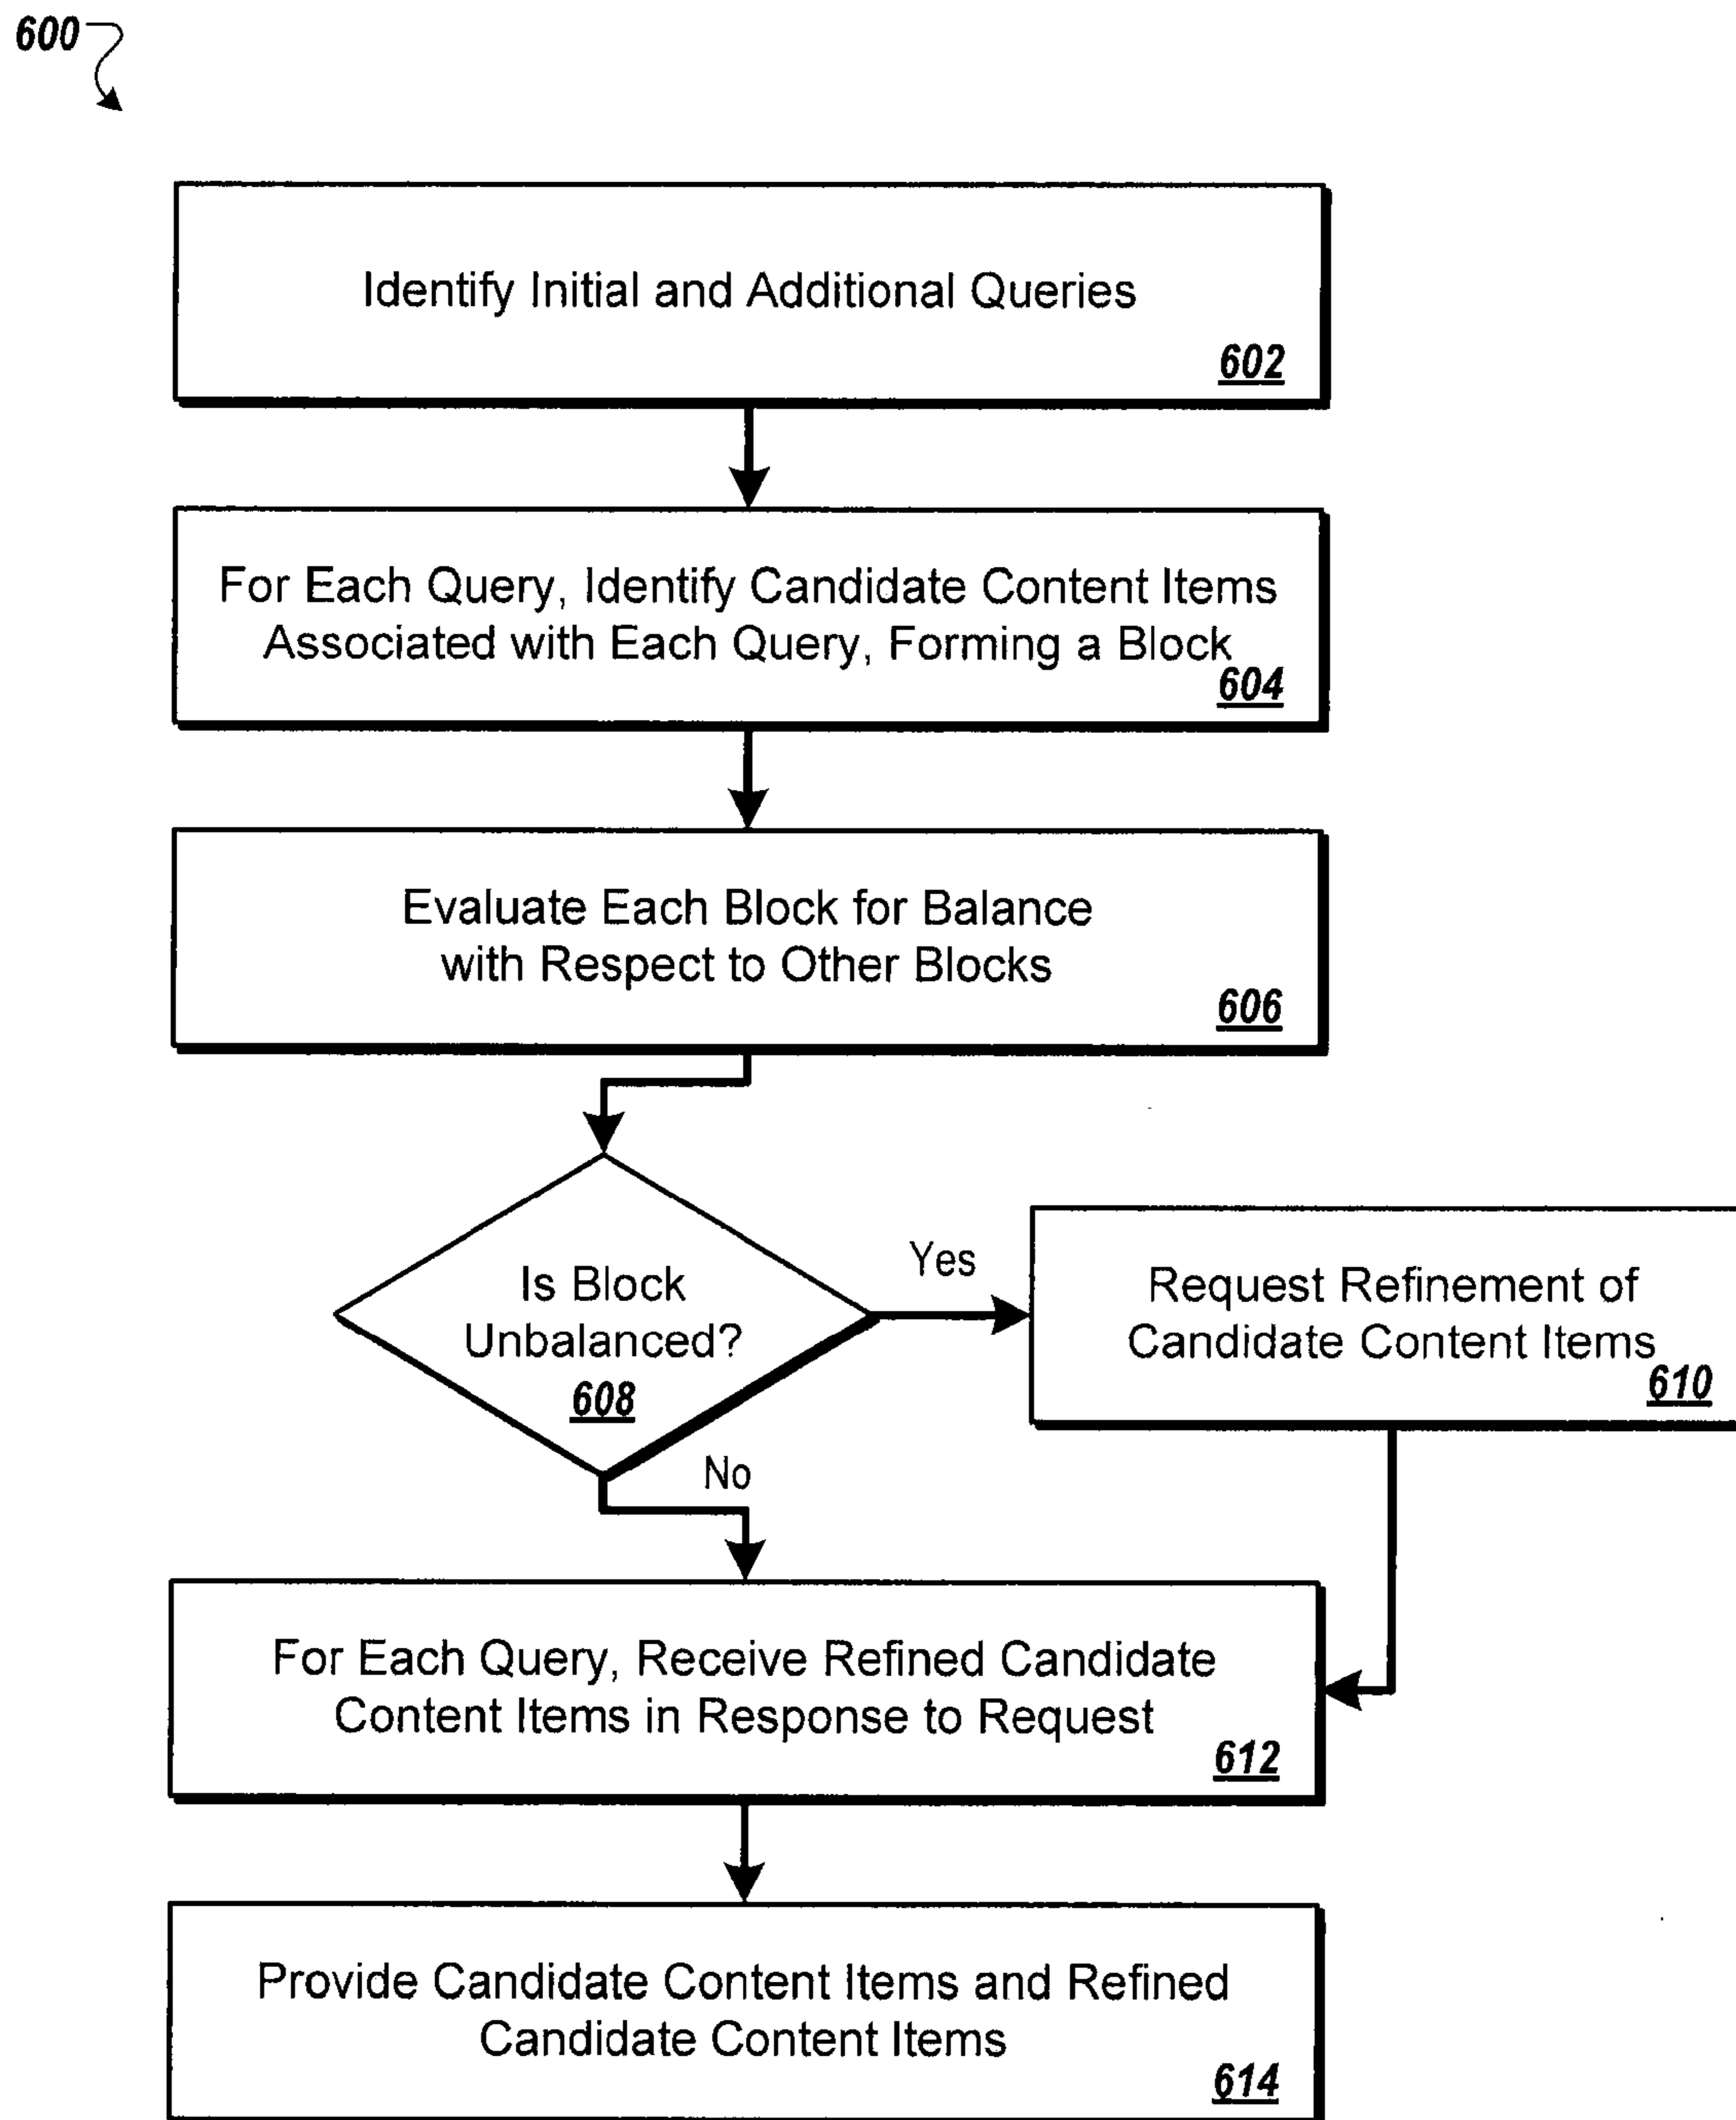 600
Identify Initial and Additional Queries
602
For Each Query, Identify Candidate Content Items
Associated with Each Query, Forming a Block
604
Evaluate Each Block for Balance
with Respect to Other Blocks
606
Is Block
Unbalanced?
608
Yes
Request Refinement of
Candidate Content Items
610
No
For Each Query, Receive Refined Candidate
Content Items in Response to Request
612
Provide Candidate Content Items and Refined
Candidate Content Items
614